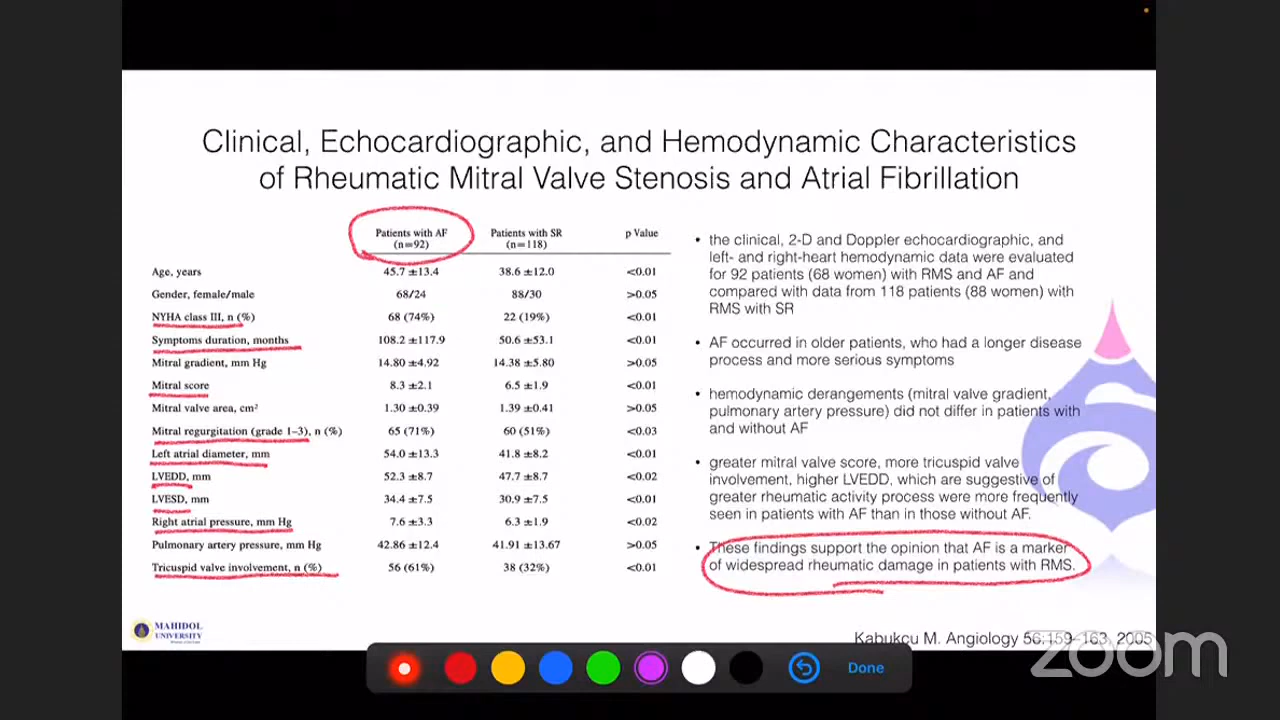 Clinical, Echocardiographic, and Hemodynamic Characteristics
of Rheumatic Mitral Valve Stenosis and Atrial Fibrillation
Patients with AF Patients with SR p Value
(n=92) (n=118)
Age, years 45.7 ±13.4 38.6 ±12.0 <0.01
Gender, female/male 68/24 88/30 >0.05
NYHA class III, n (%) 68 (74%) 22 (19%) <0.01
Symptoms duration, months 108.2 ±117.9 50.6 ±53.1 <0.01
Mitral gradient, mm Hg 14.80 ±4.92 14.38 ±5.80 >0.05
Mitral score 8.3 ±2.1 6.5 ±1.9 <0.01
Mitral valve area, cm² 1.30 ±0.39 1.39 ±0.41 >0.05
Mitral regurgitation (grade 1–3), n (%) 65 (71%) 60 (51%) <0.03
Left atrial diameter, mm 54.0 ±13.3 41.8 ±8.2 <0.01
LVEDD, mm 52.3 ±8.7 47.7 ±8.7 <0.02
LVESD, mm 34.4 ±7.5 30.9 ±7.5 <0.01
Right atrial pressure, mm Hg 7.6 ±3.3 6.3 ±1.9 <0.02
Pulmonary artery pressure, mm Hg 42.86 ±12.4 41.91 ±13.67 >0.05
Tricuspid valve involvement, n (%) 56 (61%) 38 (32%) <0.01
• the clinical, 2-D and Doppler echocardiographic, and
left- and right-heart hemodynamic data were evaluated
for 92 patients (68 women) with RMS and AF and
compared with data from 118 patients (88 women) with
RMS with SR
• AF occurred in older patients, who had a longer disease
process and more serious symptoms
• hemodynamic derangements (mitral valve gradient,
pulmonary artery pressure) did not differ in patients with
and without AF
• greater mitral valve score, more tricuspid valve
involvement, higher LVEDD, which are suggestive of
greater rheumatic activity process were more frequently
seen in patients with AF than in those without AF.
• These findings support the opinion that AF is a marker
of widespread rheumatic damage in patients with RMS.
MAHIDOL
UNIVERSITY
Kabukcu M. Angiology 56:159–163, 2005
zoom
Done